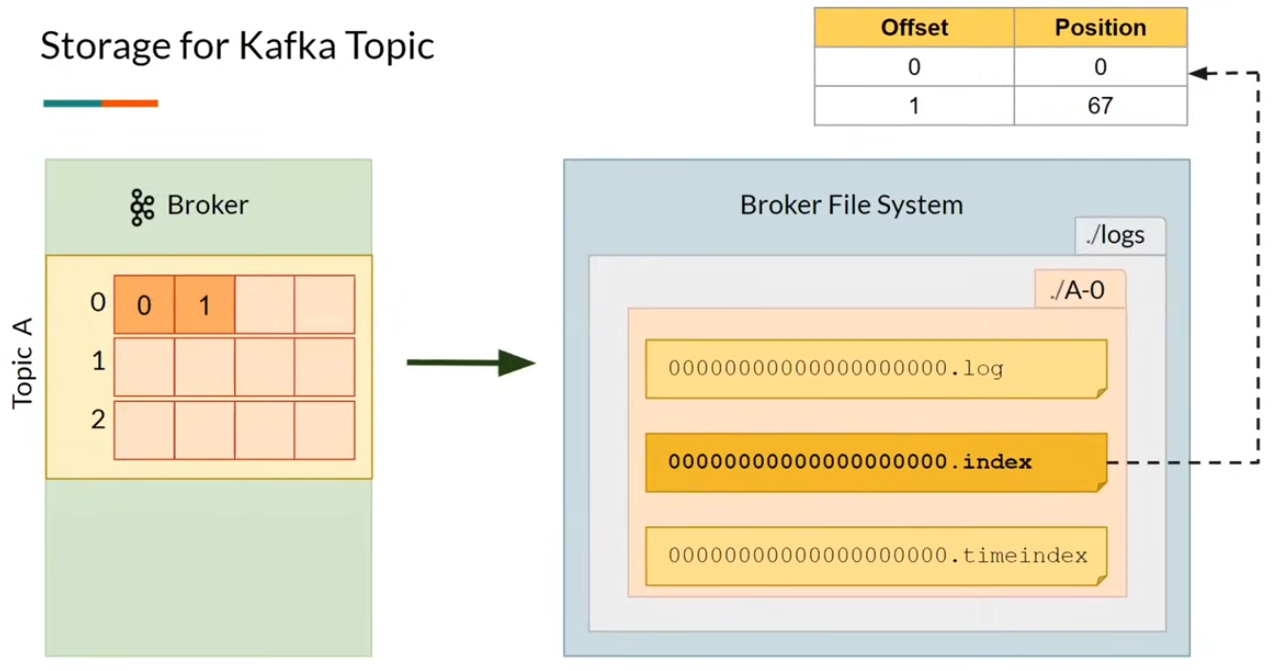 Storage for Kafka Topic
Offset Position
0 0
1 67
Broker
Topic A
0 0 1
1
2
Broker File System
./logs
./A-0
00000000000000000000.log
00000000000000000000.index
00000000000000000000.timeindex